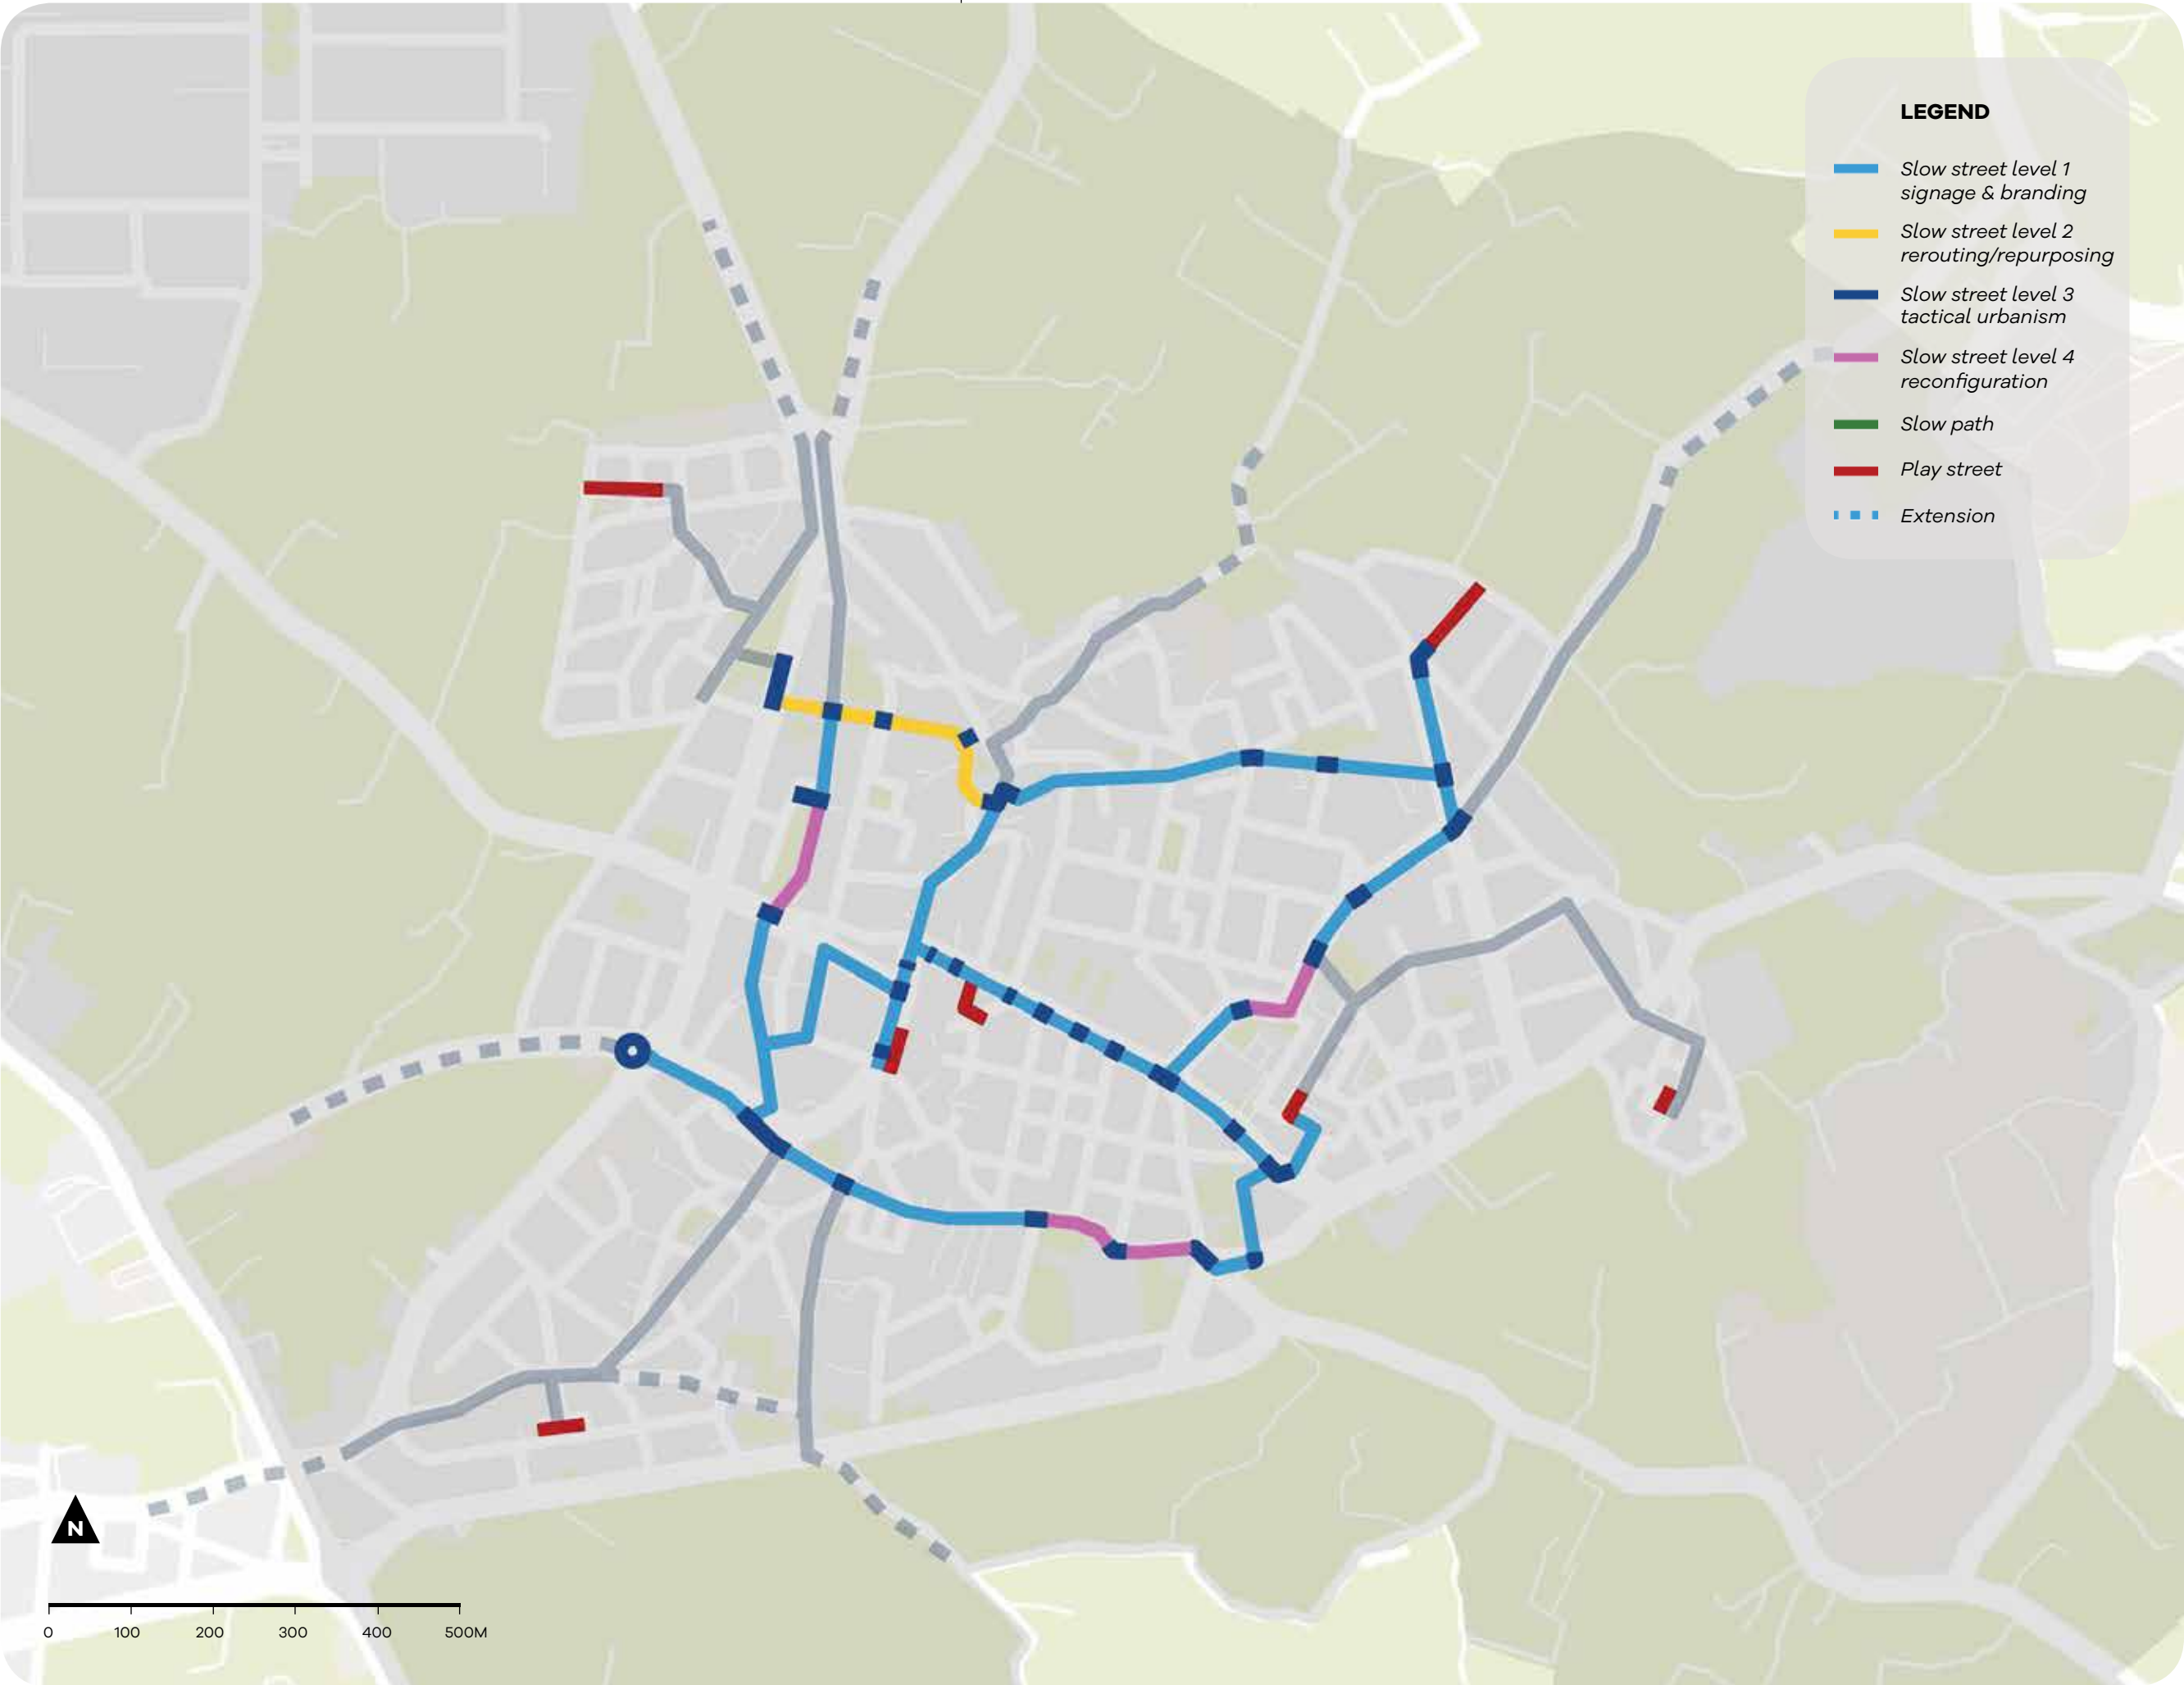 LEGEND
Slow street level 1
signage & branding
Slow street level 2
rerouting/repurposing
Slow street level 3
tactical urbanism
Slow street level 4
reconfiguration
Slow path
Play street
Extension
N
0 100 200 300 400 500M